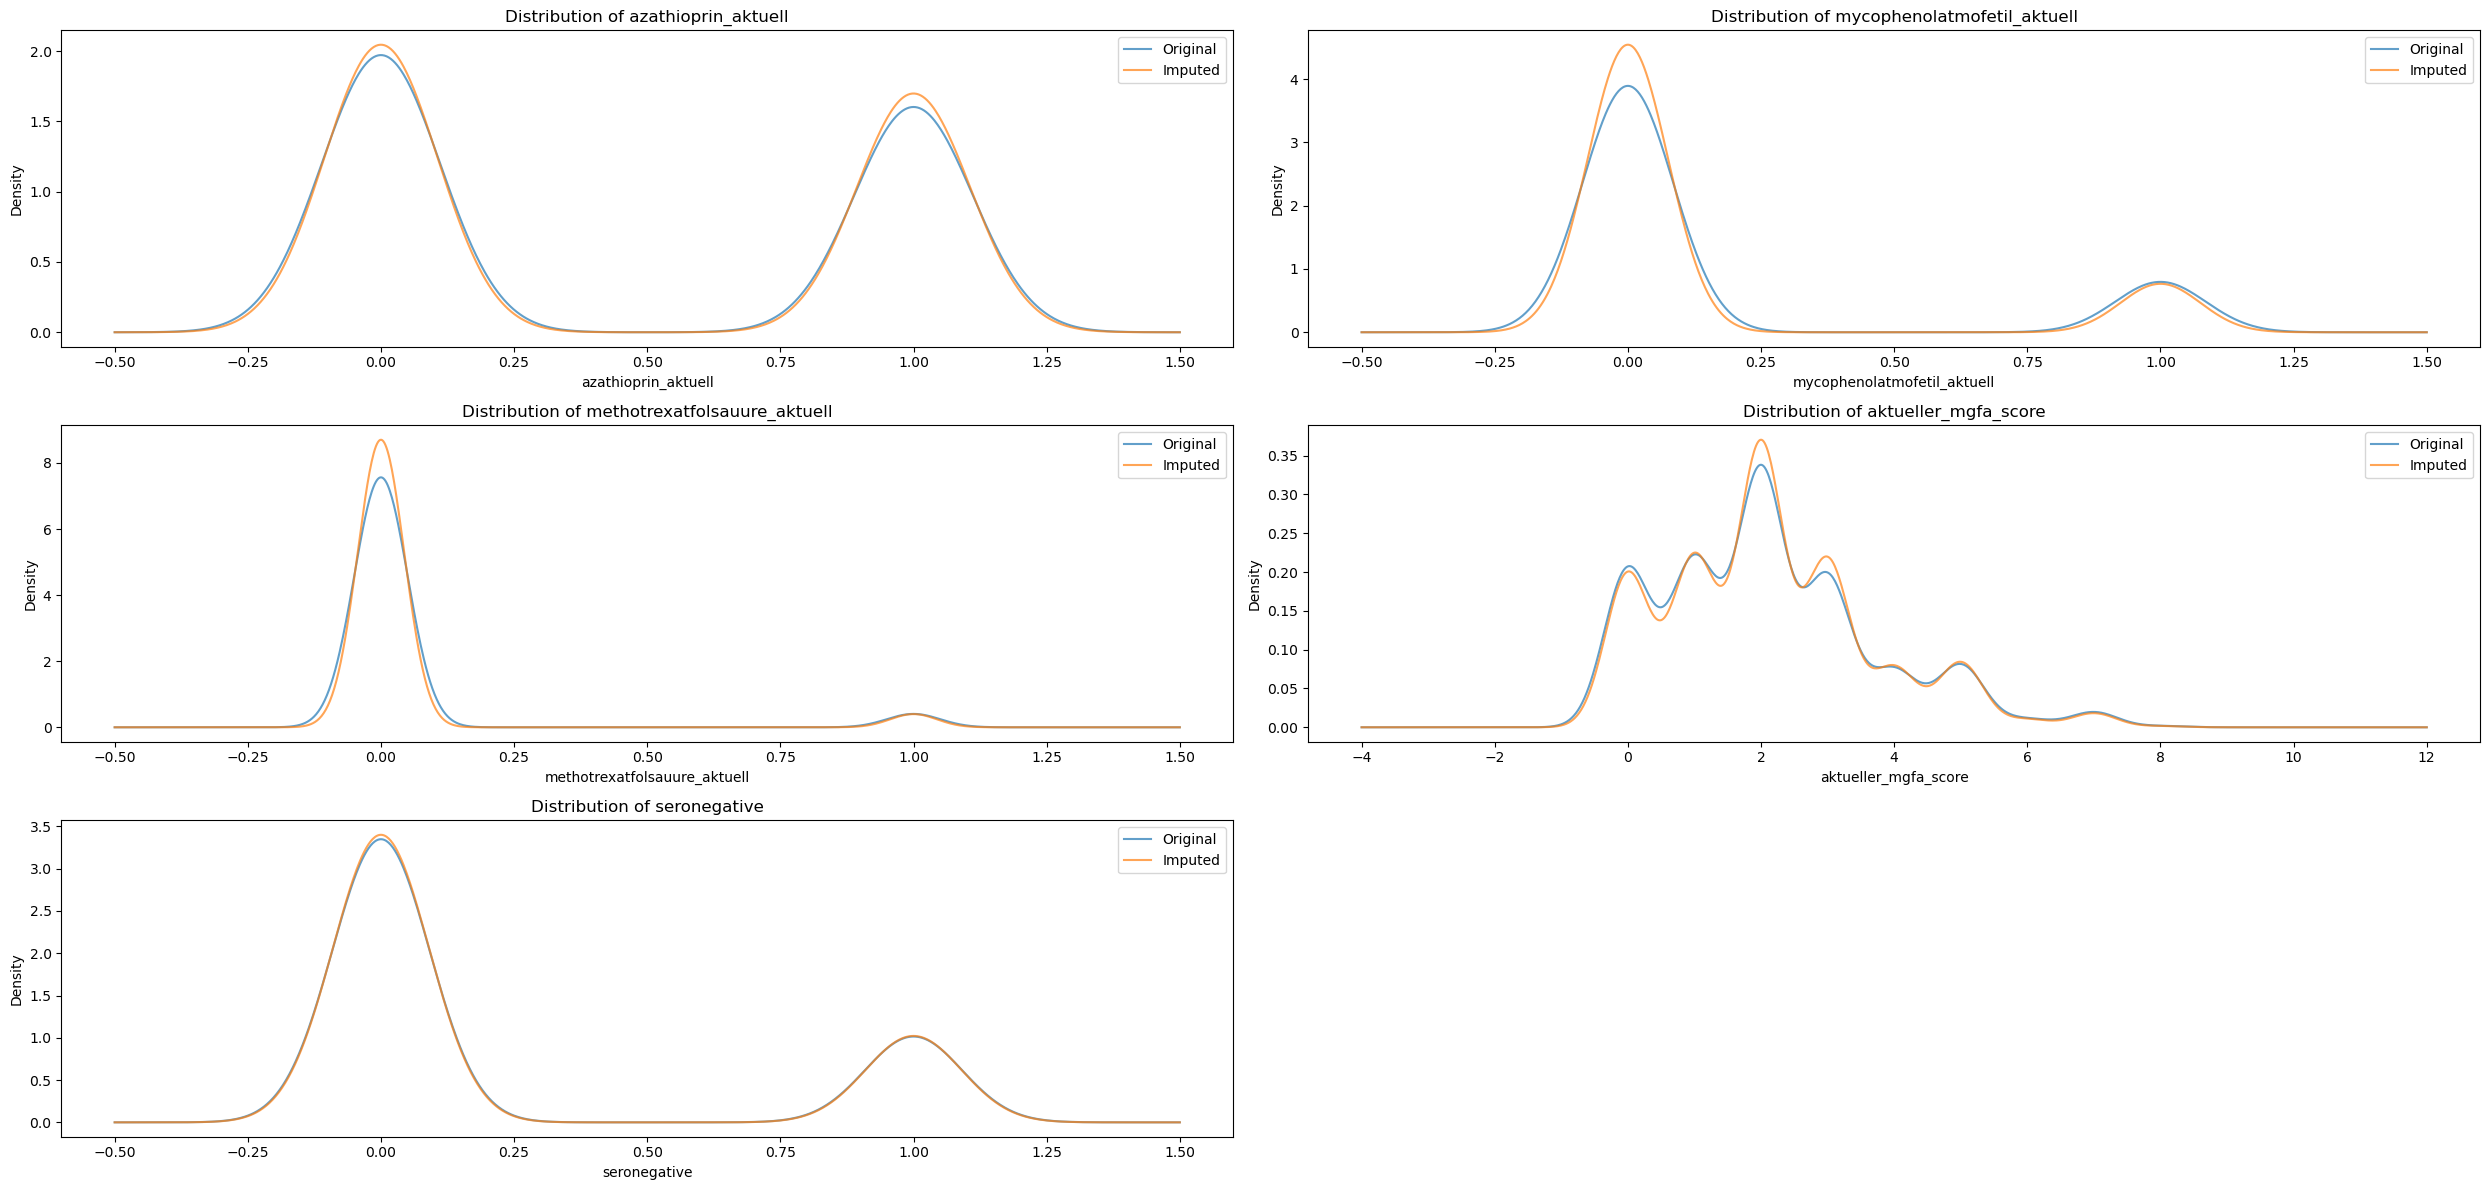 Distribution of azathioprin_aktuell
Original
Imputed
Density
2.0
1.5
1.0
0.5
0.0
−0.50 −0.25 0.00 0.25 0.50 0.75 1.00 1.25 1.50
azathioprin_aktuell
Distribution of mycophenolatmofetil_aktuell
Original
Imputed
Density
4
3
2
1
0
−0.50 −0.25 0.00 0.25 0.50 0.75 1.00 1.25 1.50
mycophenolatmofetil_aktuell
Distribution of methotrexatfolsauure_aktuell
Original
Imputed
Density
8
6
4
2
0
−0.50 −0.25 0.00 0.25 0.50 0.75 1.00 1.25 1.50
methotrexatfolsauure_aktuell
Distribution of aktueller_mgfa_score
Original
Imputed
Density
0.35
0.30
0.25
0.20
0.15
0.10
0.05
0.00
−4 −2 0 2 4 6 8 10 12
aktueller_mgfa_score
Distribution of seronegative
Original
Imputed
Density
3.5
3.0
2.5
2.0
1.5
1.0
0.5
0.0
−0.50 −0.25 0.00 0.25 0.50 0.75 1.00 1.25 1.50
seronegative